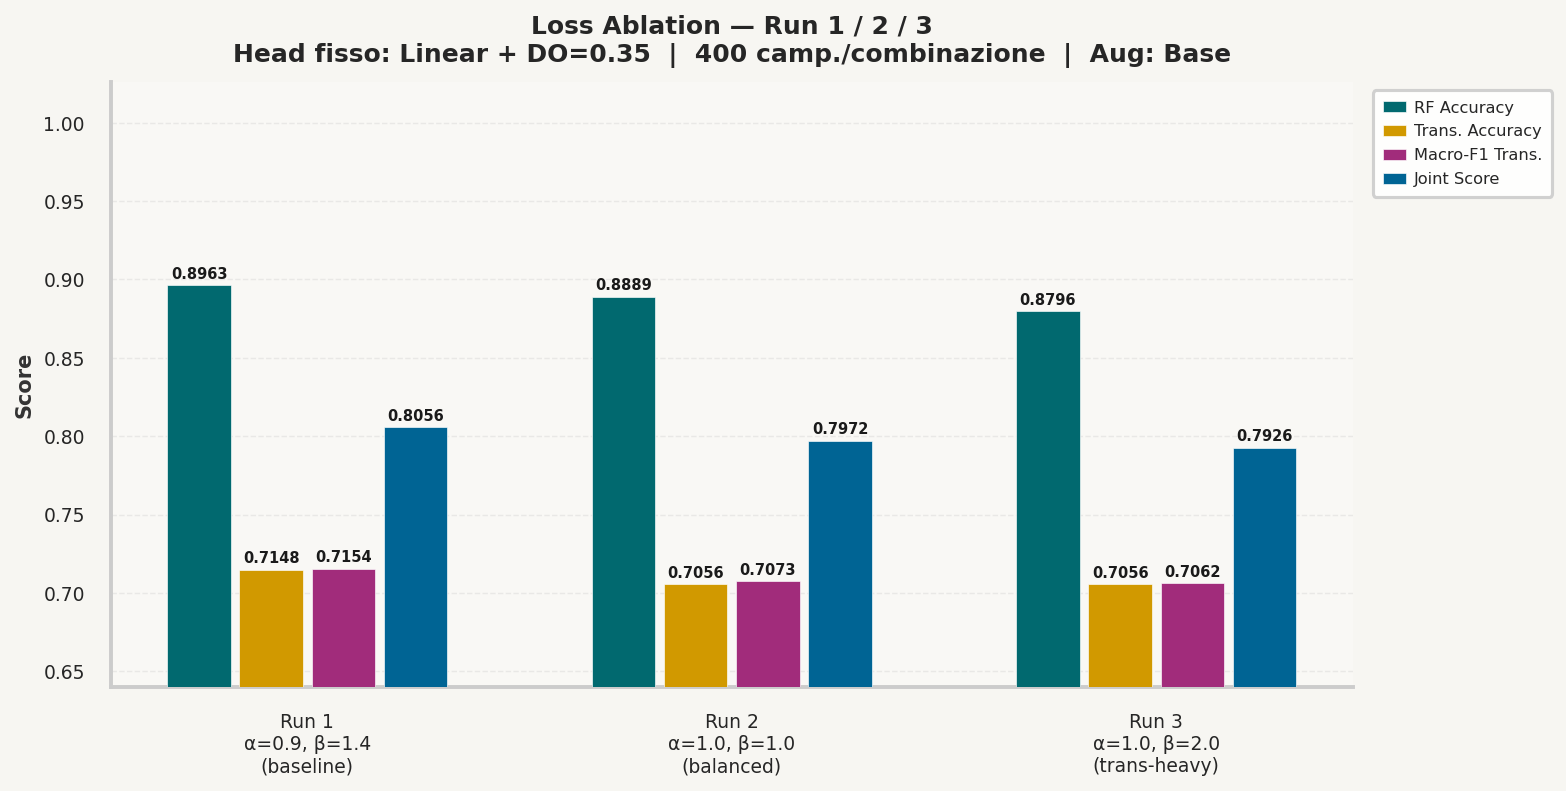 Loss Ablation — Run 1 / 2 / 3
Head fisso: Linear + DO=0.35 | 400 camp./combinazione | Aug: Base
RF Accuracy
Trans. Accuracy
Macro-F1 Trans.
Joint Score
Score
1.00
0.95
0.90
0.85
0.80
0.75
0.70
0.65
0.8963
0.7148
0.7154
0.8056
0.8889
0.7056
0.7073
0.7972
0.8796
0.7056
0.7062
0.7926
Run 1
α=0.9, β=1.4
(baseline)
Run 2
α=1.0, β=1.0
(balanced)
Run 3
α=1.0, β=2.0
(trans-heavy)